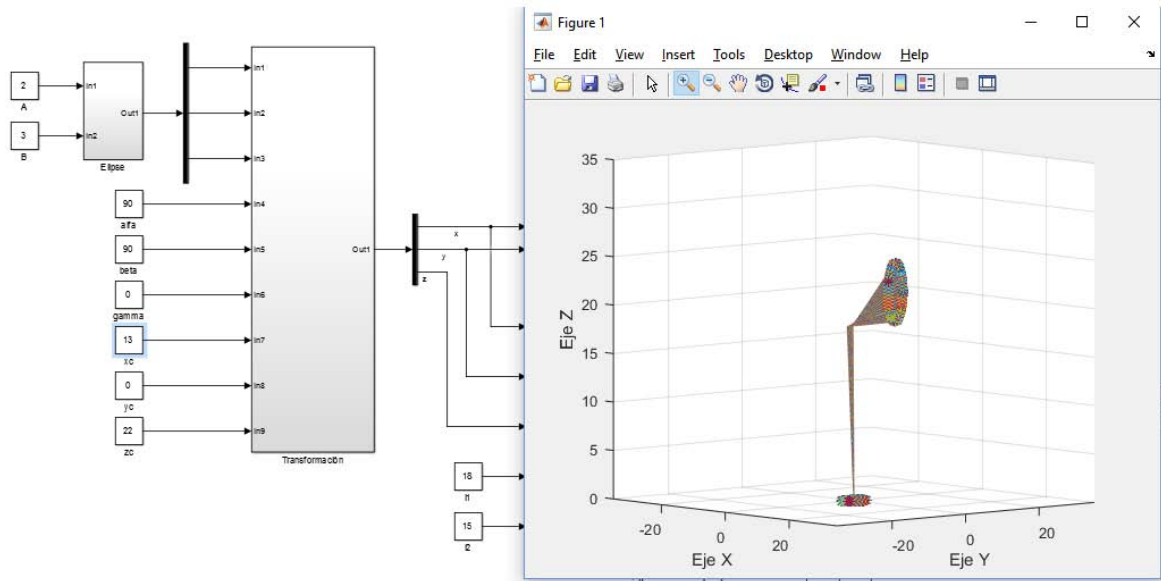 2
A
3
B
In1
In2
Out1
Elipse
90
alfa
90
beta
0
gamma
13
xc
0
yc
22
zc
In1
In2
In3
In4
In5
In6
In7
In8
In9
Out1
Transformación
x
y
z
18
l1
15
l2
Figure 1
File Edit View Insert Tools Desktop Window Help
35
30
25
20
15
10
5
0
Eje Z
-20
0
20
Eje X
-20
0
20
Eje Y